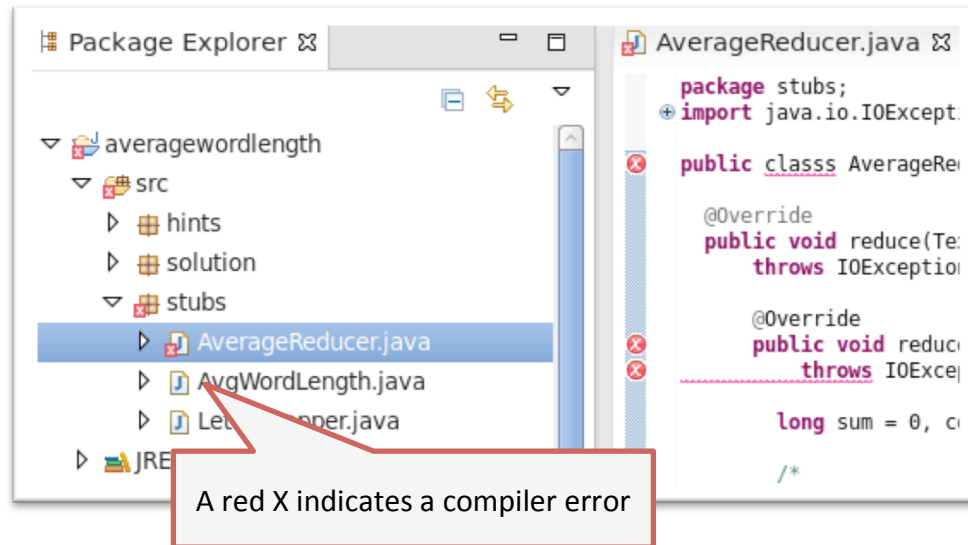 Package Explorer
averagewordlength
src
hints
solution
stubs
AverageReducer.java
AvgWordLength.java
JRE
A red X indicates a compiler error
AverageReducer.java
package stubs;
import java.io.IOExcept
public classs AverageRe
@Override
public void reduce(Te
throws IOException
@Override
public void reduc
throws IOExce
long sum = 0, c
/*